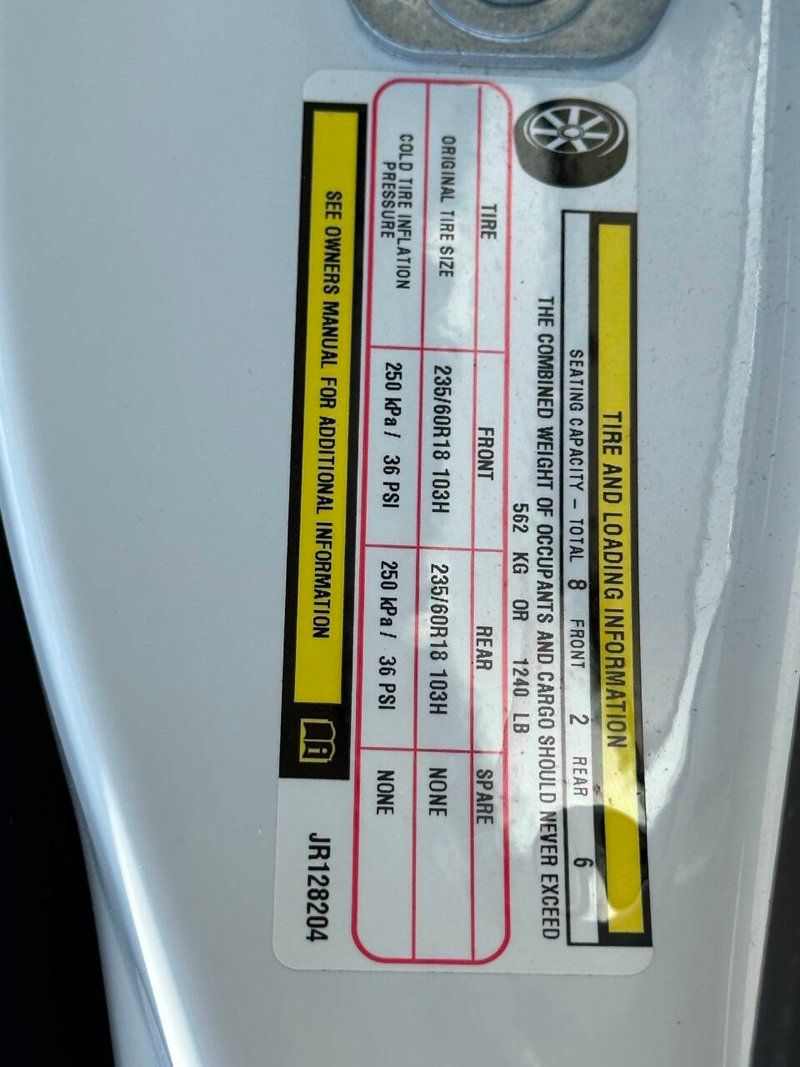 TIRE AND LOADING INFORMATION
SEATING CAPACITY - TOTAL 8 FRONT 2 REAR 6
THE COMBINED WEIGHT OF OCCUPANTS AND CARGO SHOULD NEVER EXCEED
562 KG OR 1240 LB
TIRE FRONT REAR SPARE
ORIGINAL TIRE SIZE 235/60R18 103H 235/60R18 103H NONE
COLD TIRE INFLATION
PRESSURE 250 kPa / 36 PSI 250 kPa / 36 PSI NONE
SEE OWNERS MANUAL FOR ADDITIONAL INFORMATION
JR128204